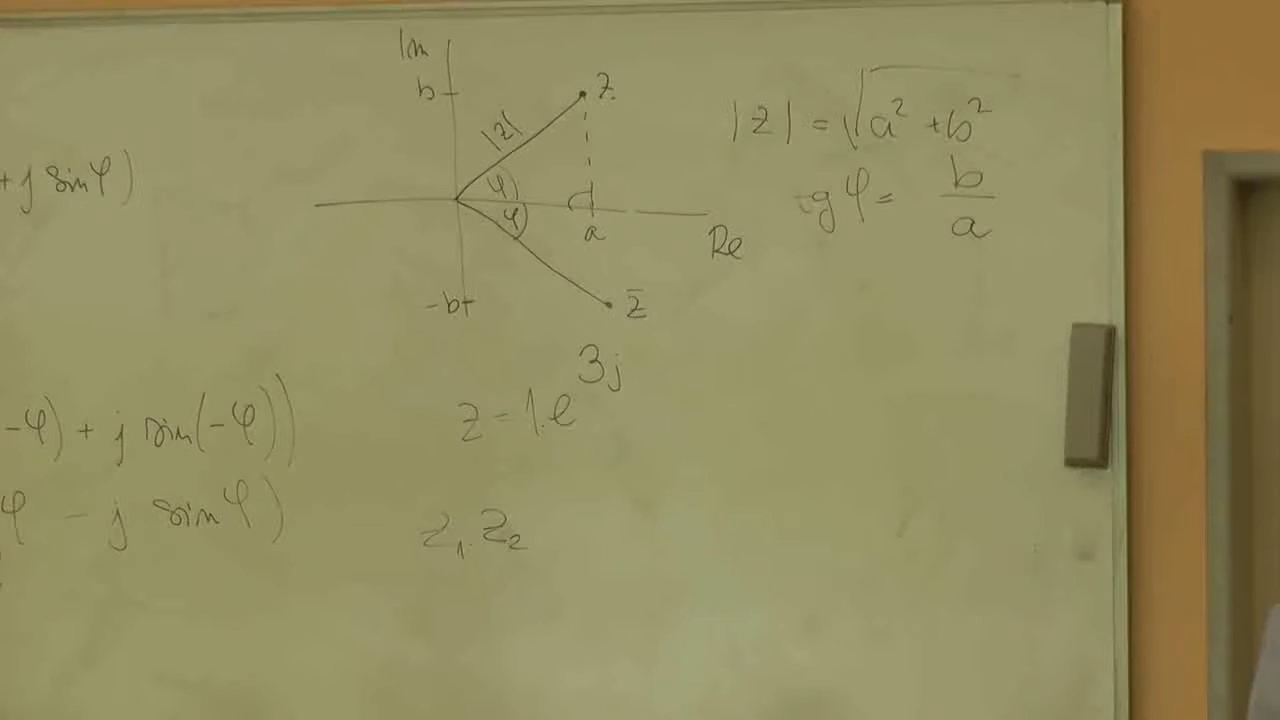 Im
b
z
|z|
φ
φ
a
Re
-b
z̄
|z| = √a² + b²
tg φ = b/a
+ j sin φ)
-φ) + j sin(-φ))
φ - j sin φ)
z = 1.e^3j
z₁.z₂